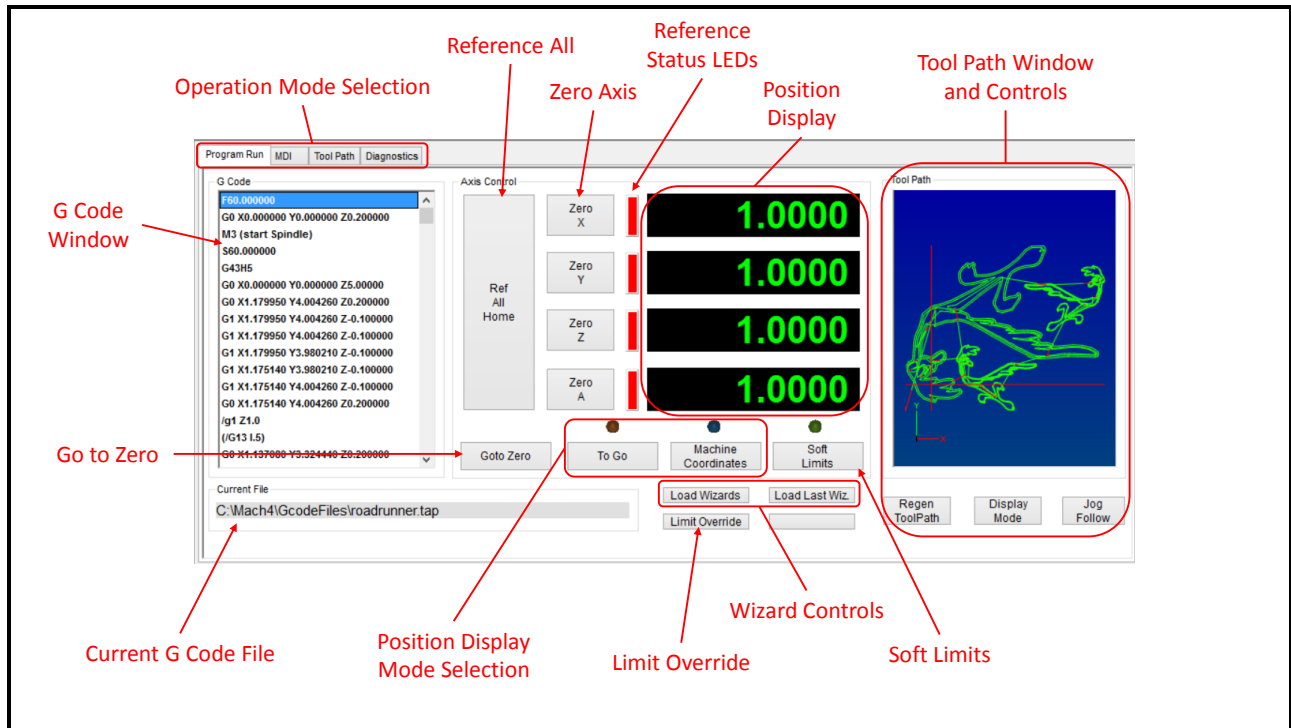 Reference All
Reference
Status LEDs
Operation Mode Selection
Zero Axis
Position
Display
Tool Path Window
and Controls
Program Run MDI Tool Path Diagnostics
G Code
Window
G Code
F60.000000
G0 X0.000000 Y0.000000 Z0.200000
M3 (start Spindle)
S60.000000
G43H5
G0 X0.000000 Y0.000000 Z5.00000
G0 X1.179950 Y4.004260 Z0.200000
G1 X1.179950 Y4.004260 Z-0.100000
G1 X1.179950 Y4.004260 Z-0.100000
G1 X1.179950 Y3.980210 Z-0.100000
G1 X1.175140 Y3.980210 Z-0.100000
G1 X1.175140 Y4.004260 Z-0.100000
G0 X1.175140 Y4.004260 Z0.200000
/g1 Z1.0
(/G13 I.5)
G0 X1.137080 Y3.324440 Z0.200000
Axis Control
Ref
All
Home
Zero
X
1.0000
Zero
Y
1.0000
Zero
Z
1.0000
Zero
A
1.0000
Goto Zero
To Go
Machine
Coordinates
Soft
Limits
Tool Path
Y
X
Regen
ToolPath
Display
Mode
Jog
Follow
Go to Zero
Current File
C:\Mach4\GcodeFiles\roadrunner.tap
Load Wizards
Load Last Wiz.
Limit Override
Current G Code File
Position Display
Mode Selection
Limit Override
Wizard Controls
Soft Limits